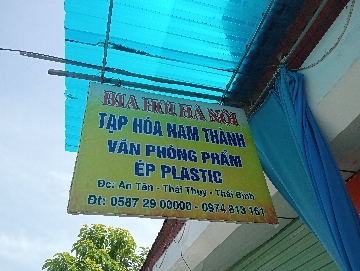 BIA HƠI HÀ NỘI
TẠP HÓA NAM THÀNH
VĂN PHÒNG PHẨM
ÉP PLASTIC
Đc: An Tân - Thái Thụy - Thái Bình
Đt: 0587 29 00000 - 0974 813 161